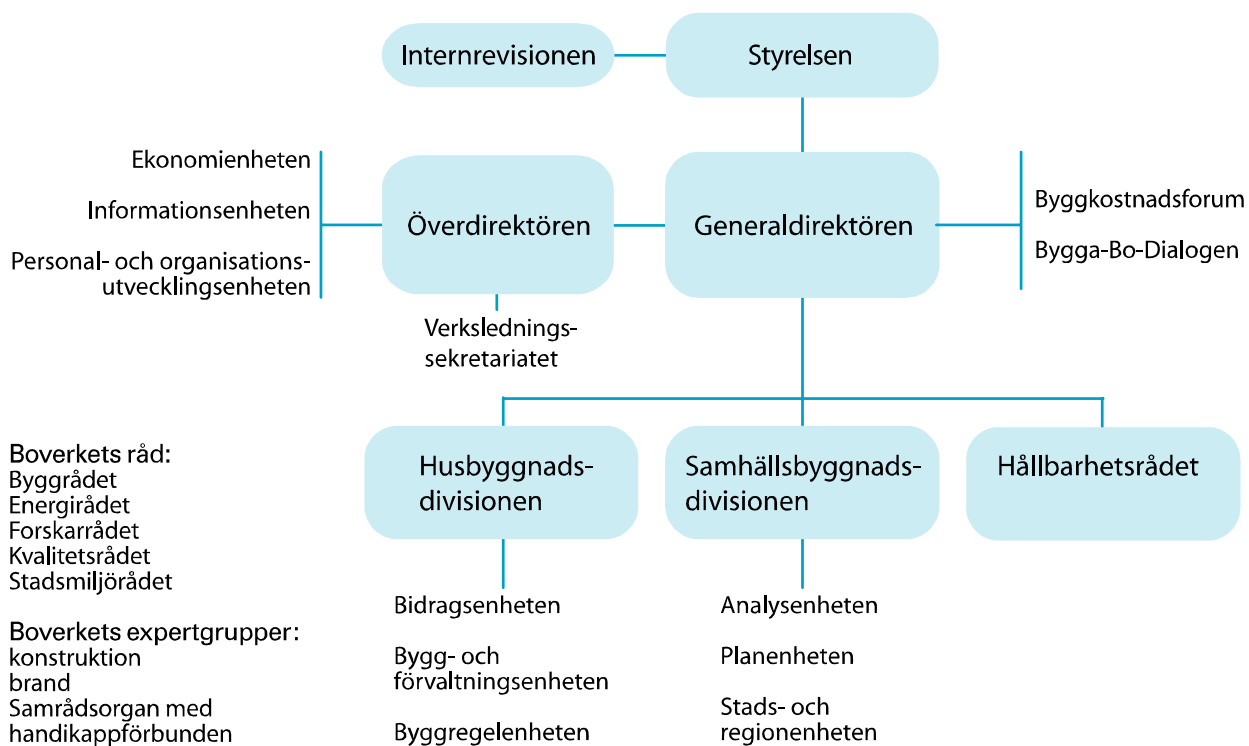 Internrevisionen
Styrelsen
Ekonomienheten
Informationsenheten
Personal- och organisations-
utvecklingsenheten
Överdirektören
Generaldirektören
Byggkostnadsforum
Bygga-Bo-Dialogen
Verkslednings-
sekretariatet
Husbyggnads-
divisionen
Samhällsbyggnads-
divisionen
Hållbarhetsrådet
Boverkets råd:
Byggrådet
Energirådet
Forskarrådet
Kvalitetsrådet
Stadsmiljörådet
Boverkets expertgrupper:
konstruktion
brand
Samrådsorgan med
handikappförbunden
Bidragsenheten
Bygg- och
förvaltningsenheten
Byggregelenheten
Analysenheten
Planenheten
Stads- och
regionenheten